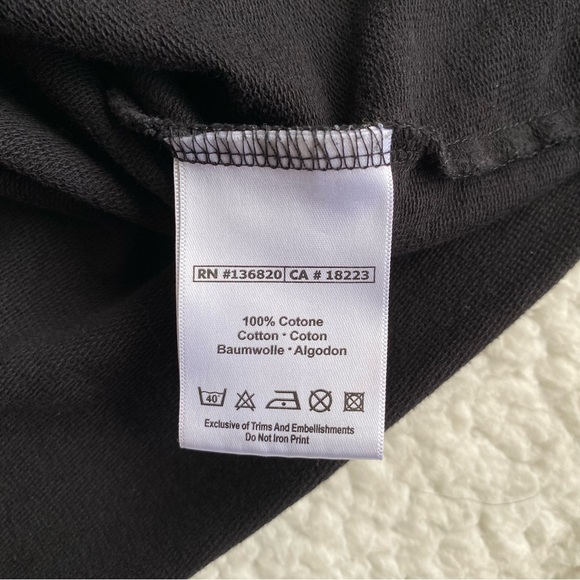 RN #136820 CA # 18223
100% Cotone
Cotton · Coton
Baumwolle · Algodon
40°
Exclusive of Trims And Embellishments
Do Not Iron Print